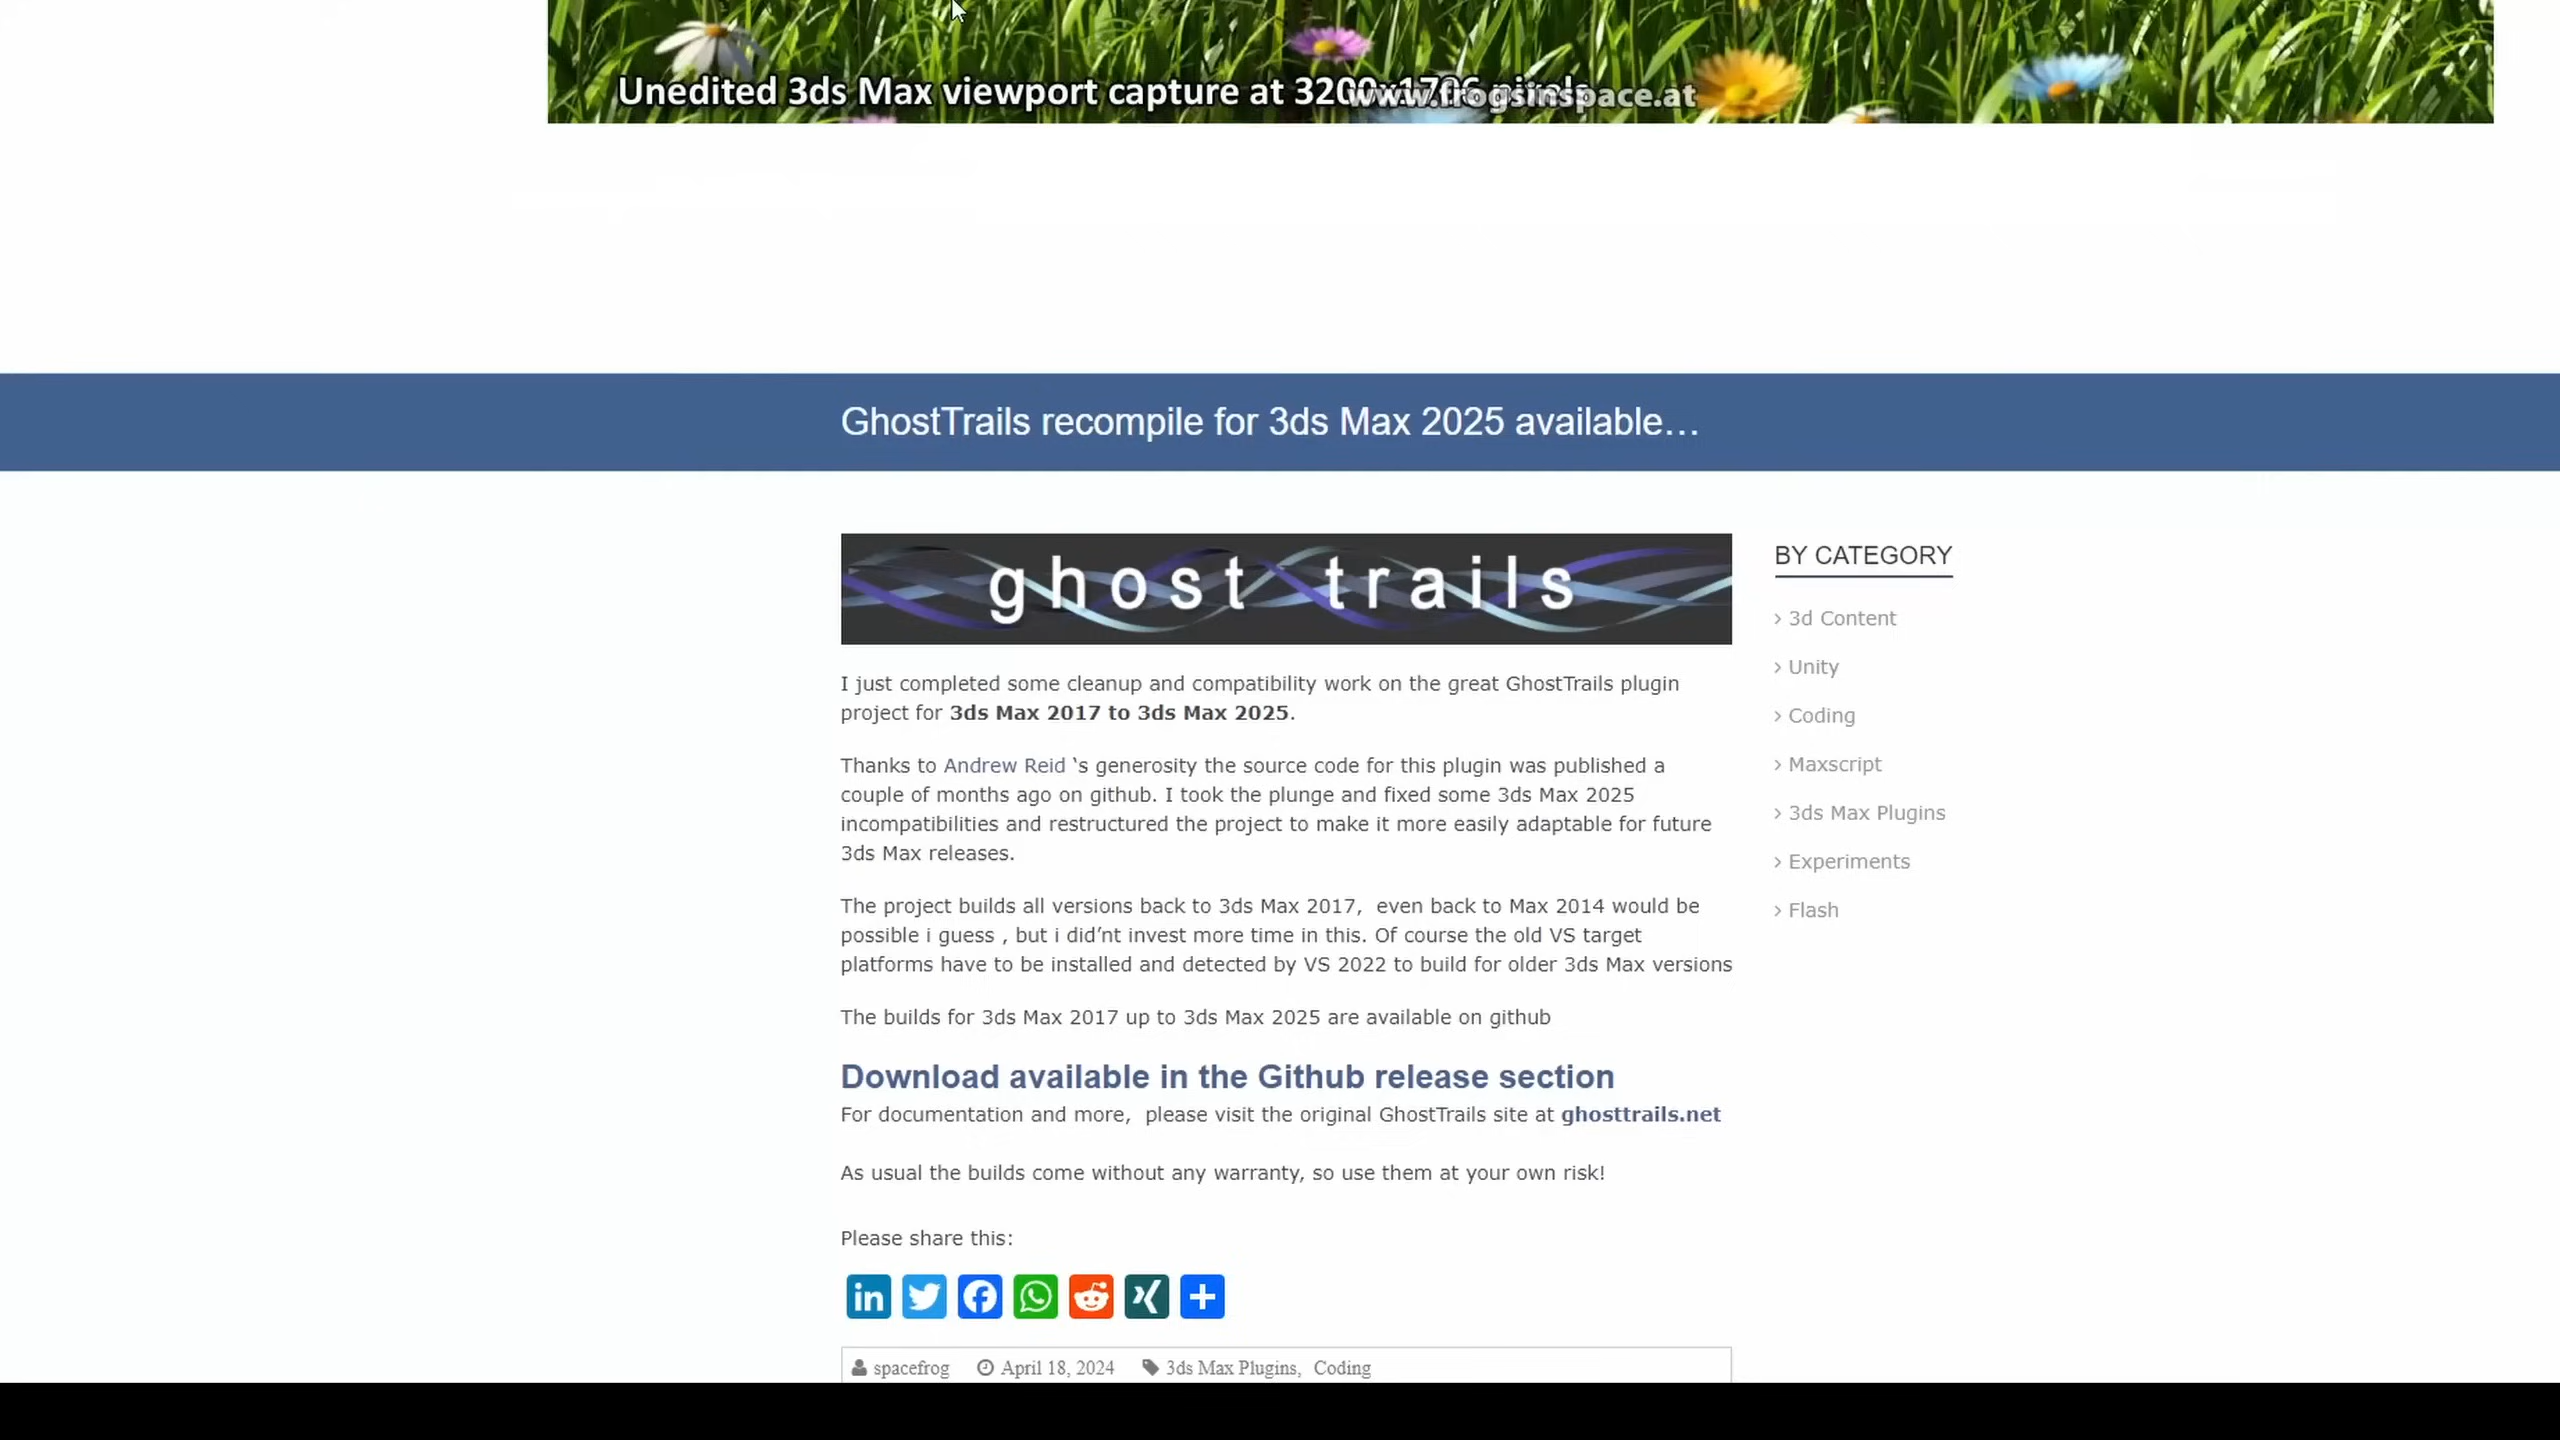 Unedited 3ds Max viewport capture at
www.frogsinspace.at
GhostTrails recompile for 3ds Max 2025 available…
ghost trails
I just completed some cleanup and compatibility work on the great GhostTrails plugin
project for 3ds Max 2017 to 3ds Max 2025.
Thanks to Andrew Reid ‛s generosity the source code for this plugin was published a
couple of months ago on github. I took the plunge and fixed some 3ds Max 2025
incompatibilities and restructured the project to make it more easily adaptable for future
3ds Max releases.
The project builds all versions back to 3ds Max 2017,  even back to Max 2014 would be
possible i guess , but i did’nt invest more time in this. Of course the old VS target
platforms have to be installed and detected by VS 2022 to build for older 3ds Max versions
The builds for 3ds Max 2017 up to 3ds Max 2025 are available on github
Download available in the Github release section
For documentation and more,  please visit the original GhostTrails site at ghosttrails.net
As usual the builds come without any warranty, so use them at your own risk!
Please share this:
spacefrog April 18, 2024 3ds Max Plugins, Coding
BY CATEGORY
› 3d Content
› Unity
› Coding
› Maxscript
› 3ds Max Plugins
› Experiments
› Flash